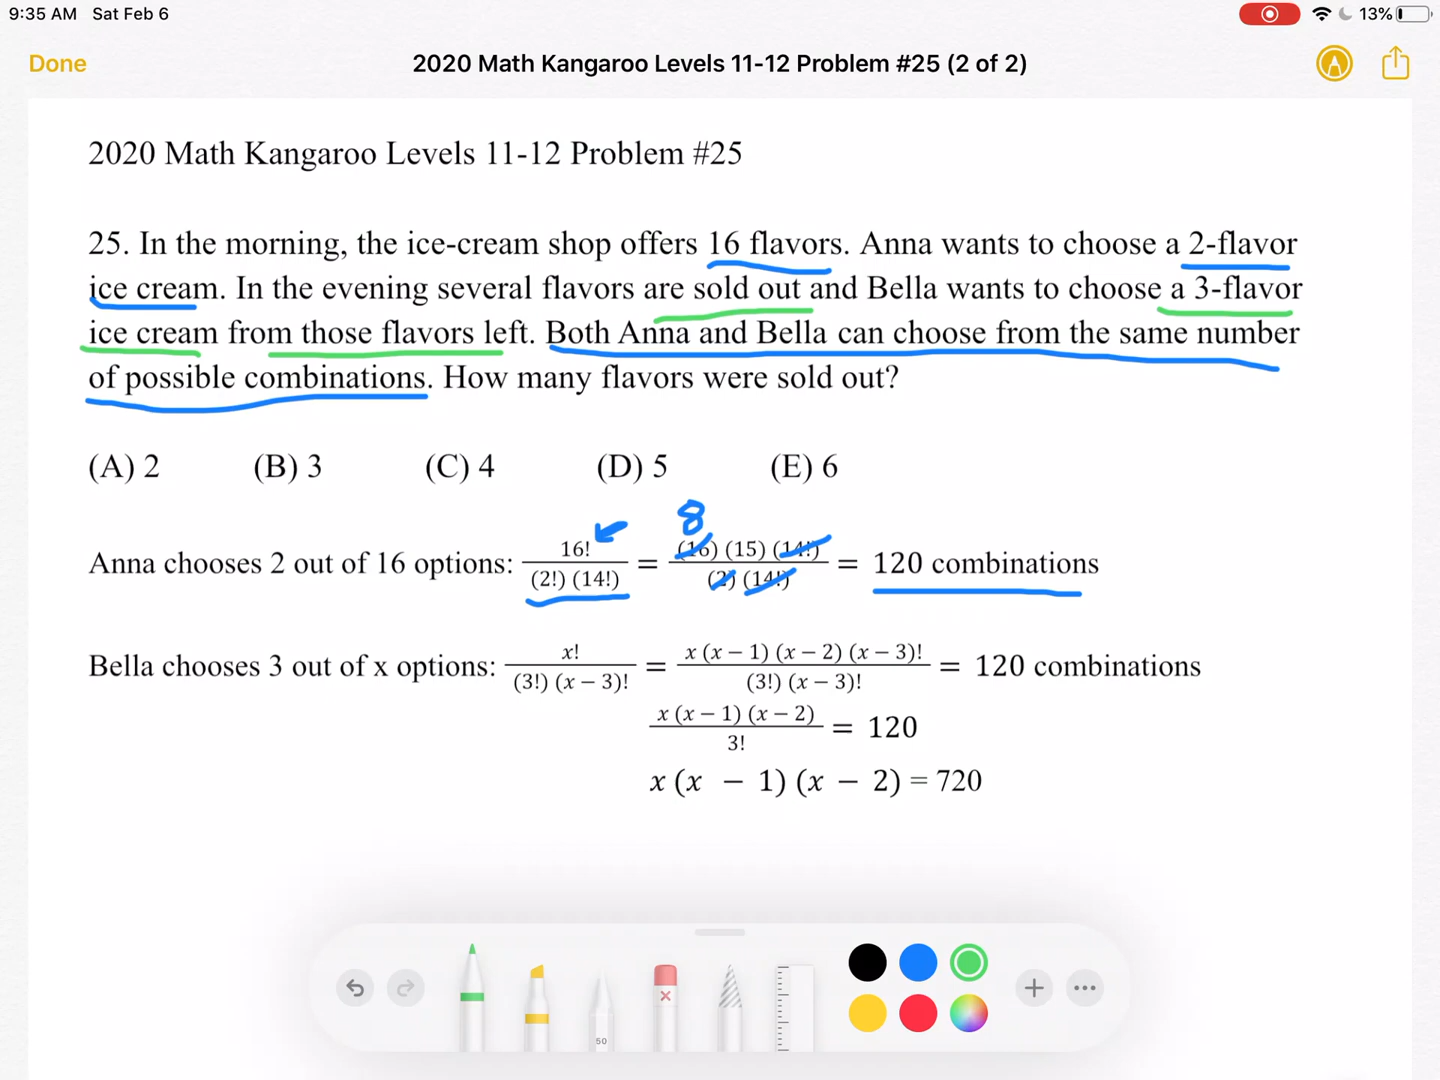 9:35 AM Sat Feb 6 13%
Done 2020 Math Kangaroo Levels 11-12 Problem #25 (2 of 2)
2020 Math Kangaroo Levels 11-12 Problem #25
25. In the morning, the ice-cream shop offers 16 flavors. Anna wants to choose a 2-flavor
ice cream. In the evening several flavors are sold out and Bella wants to choose a 3-flavor
ice cream from those flavors left. Both Anna and Bella can choose from the same number
of possible combinations. How many flavors were sold out?
(A) 2 (B) 3 (C) 4 (D) 5 (E) 6
8
Anna chooses 2 out of 16 options: 16! / (2!) (14!) = (16) (15) (14!) / (2) (14!) = 120 combinations
Bella chooses 3 out of x options: x! / (3!) (x – 3)! = x (x – 1) (x – 2) (x – 3)! / (3!) (x – 3)! = 120 combinations
x (x – 1) (x – 2) / 3! = 120
x (x – 1) (x – 2) = 720
50